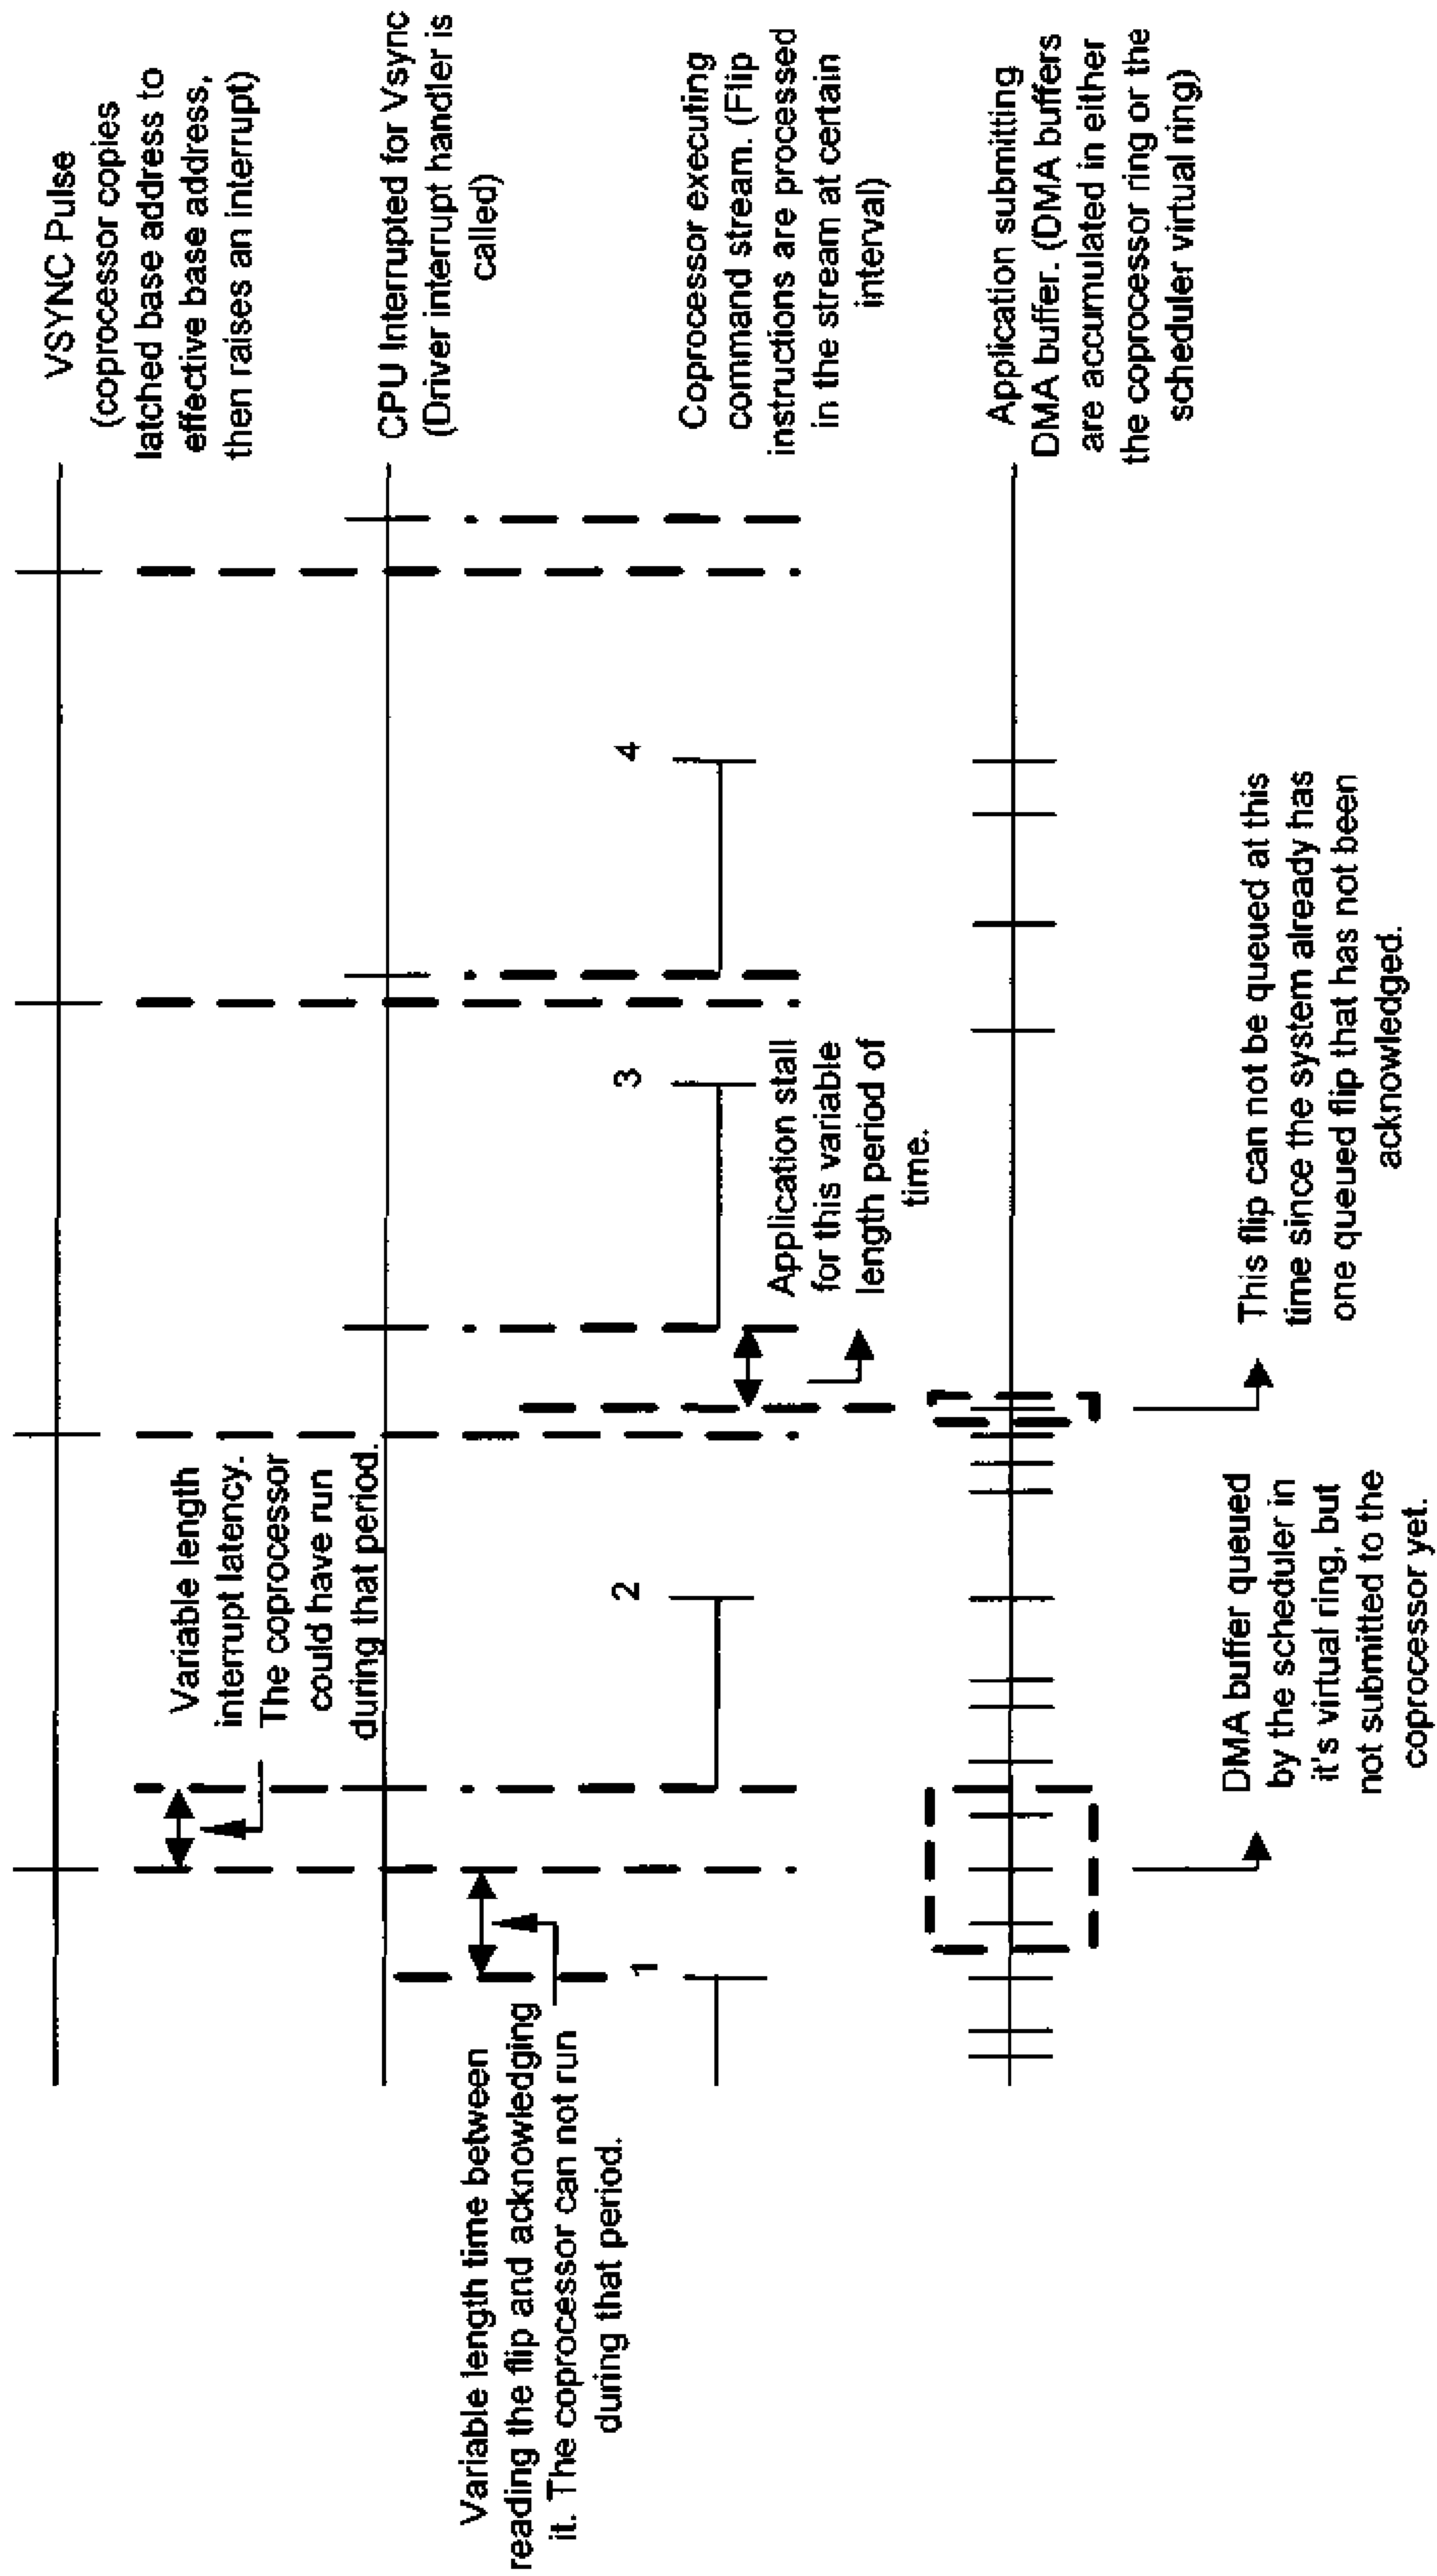 VSYNC Pulse
(coprocessor copies
latched base address to
effective base address,
then raises an interrupt)
CPU Interrupted for Vsync
(Driver interrupt handler is
called)
Coprocessor executing
command stream. (Flip
instructions are processed
in the stream at certain
interval)
Application submitting
DMA buffer. (DMA buffers
are accumulated in either
the coprocessor ring or the
scheduler virtual ring)
Variable length
interrupt latency.
The coprocessor
could have run
during that period.
Variable length time between
reading the flip and acknowledging
it. The coprocessor can not run
during that period.
1
2
3
4
Application stall
for this variable
length period of
time.
DMA buffer queued
by the scheduler in
it's virtual ring, but
not submitted to the
coprocessor yet.
This flip can not be queued at this
time since the system already has
one queued flip that has not been
acknowledged.